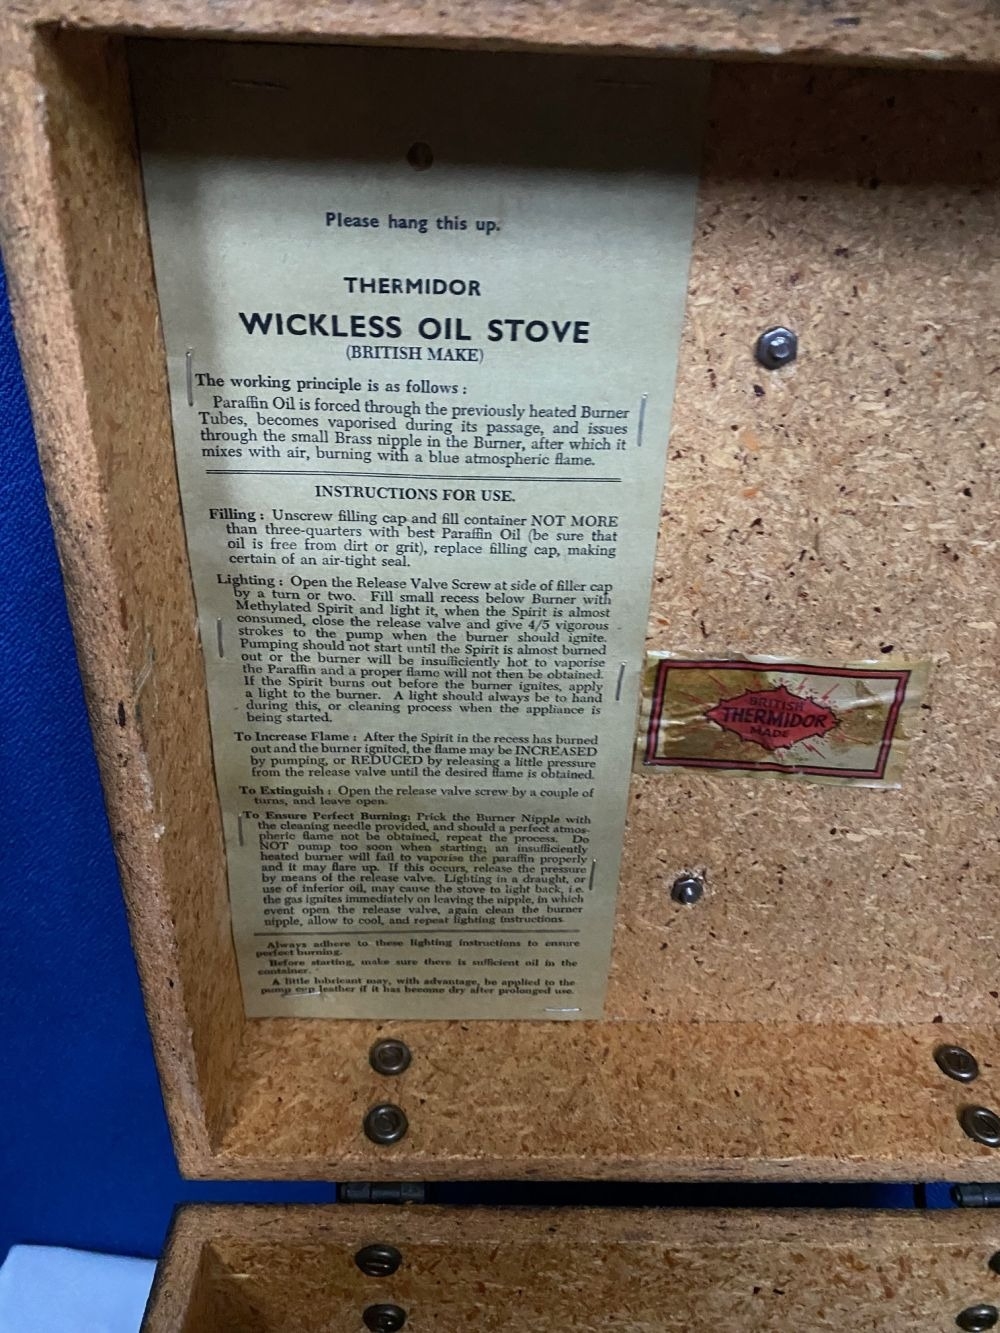 Please hang this up.
THERMIDOR
WICKLESS OIL STOVE
(BRITISH MAKE)
The working principle is as follows :
Paraffin Oil is forced through the previously heated Burner
Tubes, becomes vaporised during its passage, and issues
through the small Brass nipple in the Burner, after which it
mixes with air, burning with a blue atmospheric flame.
INSTRUCTIONS FOR USE.
Filling : Unscrew filling cap and fill container NOT MORE
than three-quarters with best Paraffin Oil (be sure that
oil is free from dirt or grit), replace filling cap, making
certain of an air-tight seal.
Lighting : Open the Release Valve Screw at side of filler cap
by a turn or two. Fill small recess below Burner with
Methylated Spirit and light it, when the Spirit is almost
consumed, close the release valve and give 4/5 vigorous
strokes to the pump when the burner should ignite.
Pumping should not start until the Spirit is almost burned
out or the burner will be insufficiently hot to vaporise
the Paraffin and a proper flame will not then be obtained.
If the Spirit burns out before the burner ignites, apply
a light to the burner. A light should always be to hand
during this, or cleaning process when the appliance is
being started.
To Increase Flame : After the Spirit in the recess has burned
out and the burner ignited, the flame may be INCREASED
by pumping, or REDUCED by releasing a little pressure
from the release valve until the desired flame is obtained.
To Extinguish : Open the release valve screw by a couple of
turns, and leave open.
To Ensure Perfect Burning: Prick the Burner Nipple with
the cleaning needle provided, and should a perfect atmos-
pheric flame not be obtained, repeat the process. Do
NOT pump too soon when starting; an insufficiently
heated burner will fail to vaporise the paraffin properly
and it may flare up. If this occurs, release the pressure
by means of the release valve. Lighting in a draught, or
use of inferior oil, may cause the stove to light back, i.e.
the gas ignites immediately on leaving the nipple, in which
event open the release valve, again clean the burner
nipple, allow to cool, and repeat lighting instructions.
Always adhere to these lighting instructions to ensure
perfect burning.
Before starting, make sure there is sufficient oil in the
container.
A little lubricant may, with advantage, be applied to the
pump cup leather if it has become dry after prolonged use.
BRITISH
THERMIDOR
MADE